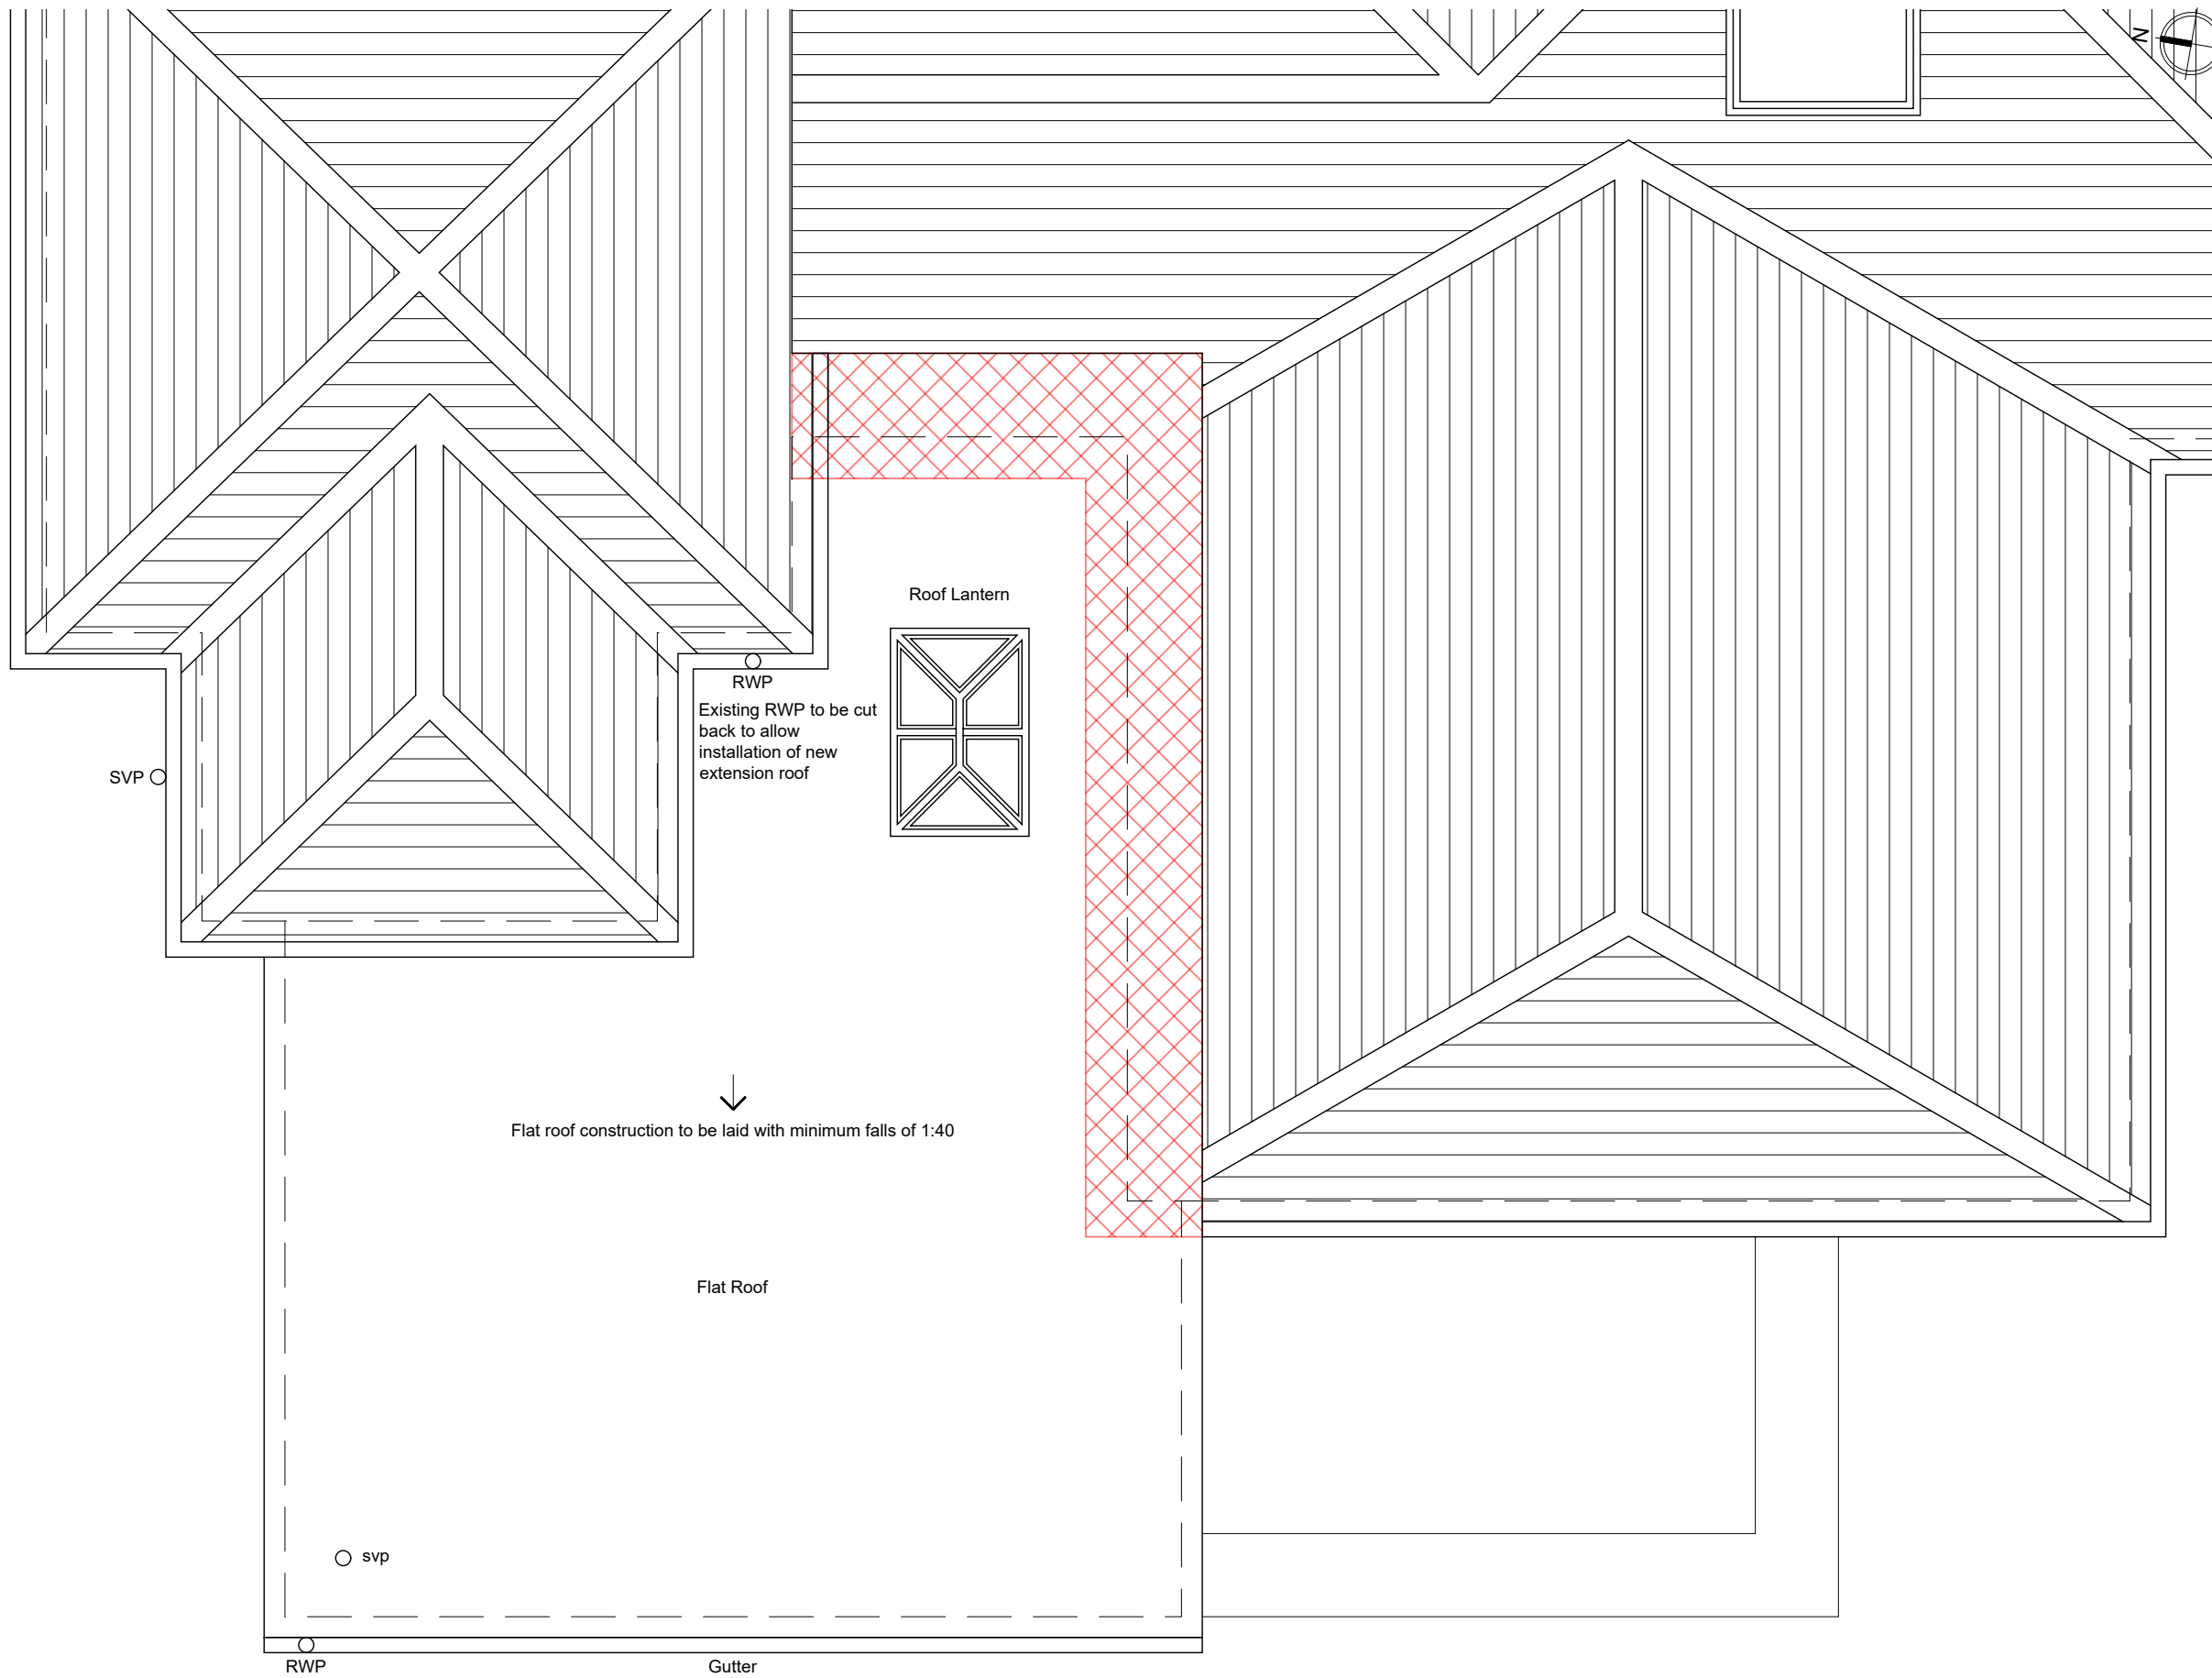 N
Roof Lantern
RWP
Existing RWP to be cut
back to allow
installation of new
extension roof
SVP
Flat roof construction to be laid with minimum falls of 1:40
Flat Roof
svp
RWP
Gutter